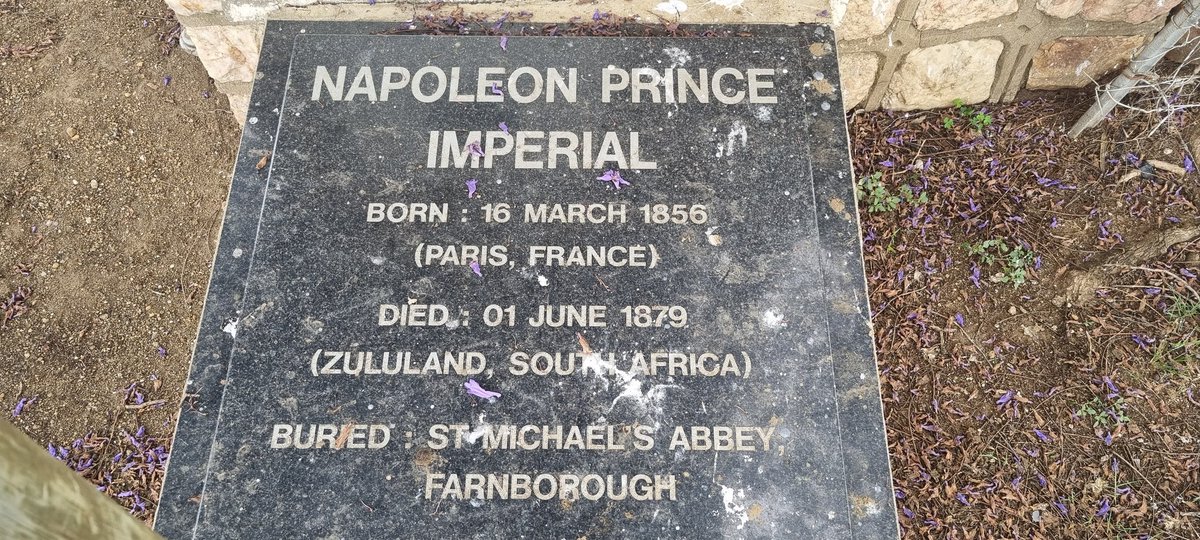 NAPOLEON PRINCE
IMPERIAL
BORN : 16 MARCH 1856
(PARIS, FRANCE)
DIED : 01 JUNE 1879
(ZULULAND, SOUTH AFRICA)
BURIED : ST MICHAEL'S ABBEY,
FARNBOROUGH